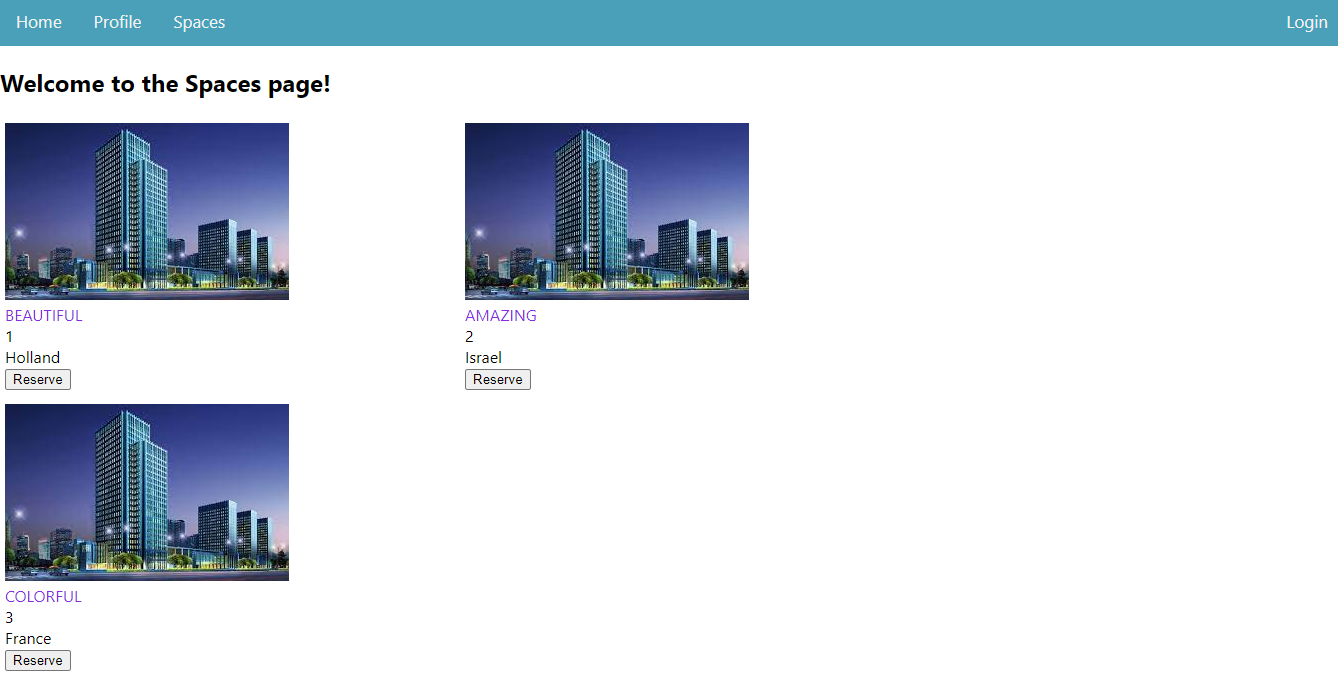 Home Profile Spaces Login
Welcome to the Spaces page!
BEAUTIFUL
1
Holland
Reserve
AMAZING
2
Israel
Reserve
COLORFUL
3
France
Reserve